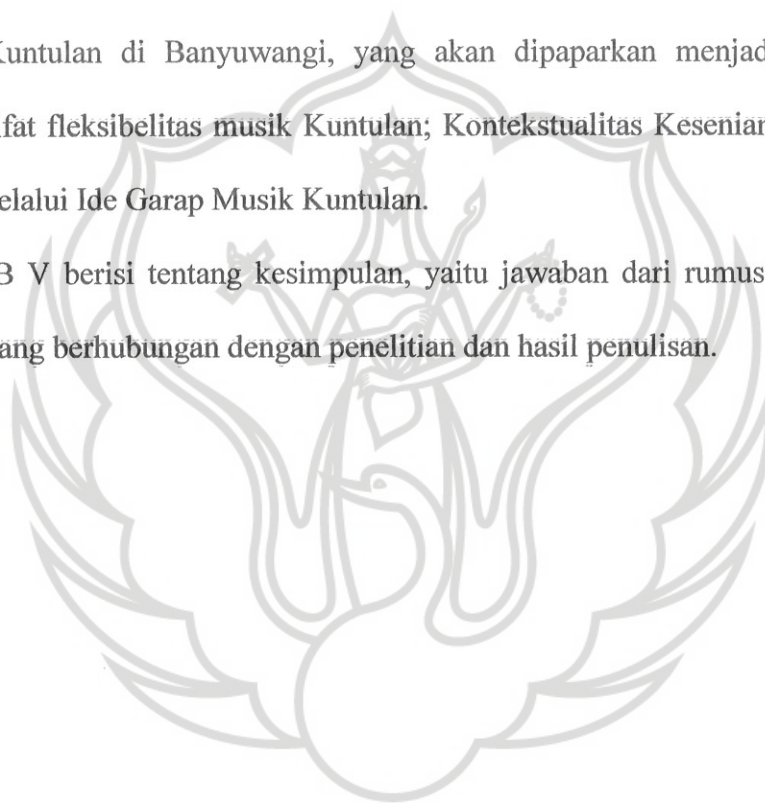 Kuntulan di Banyuwangi, yang akan dipaparkan menjad
fat fleksibelitas musik Kuntulan; Kontekstualitas Kesenian
elalui Ide Garap Musik Kuntulan.
B V berisi tentang kesimpulan, yaitu jawaban dari rumus
ang berhubungan dengan penelitian dan hasil penulisan.